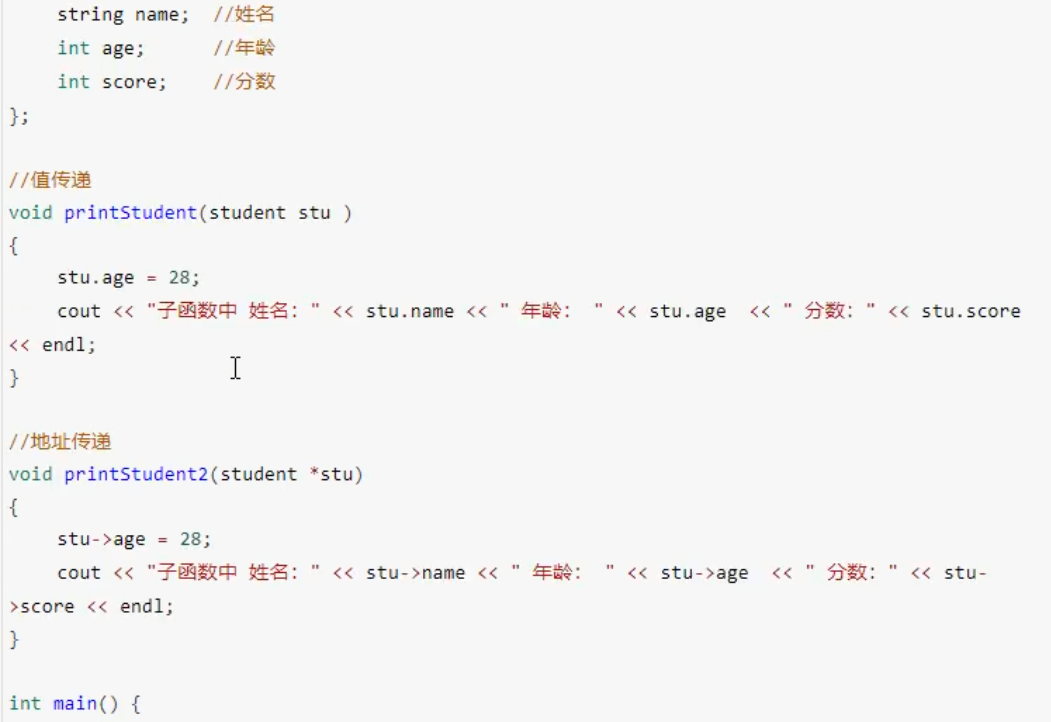 string name;  //姓名
int age;      //年龄
int score;    //分数
};
//值传递
void printStudent(student stu )
{
stu.age = 28;
cout << "子函数中 姓名：" << stu.name << " 年龄： " << stu.age  << " 分数：" << stu.score
<< endl;
}
//地址传递
void printStudent2(student *stu)
{
stu->age = 28;
cout << "子函数中 姓名：" << stu->name << " 年龄： " << stu->age  << " 分数：" << stu-
>score << endl;
}
int main() {